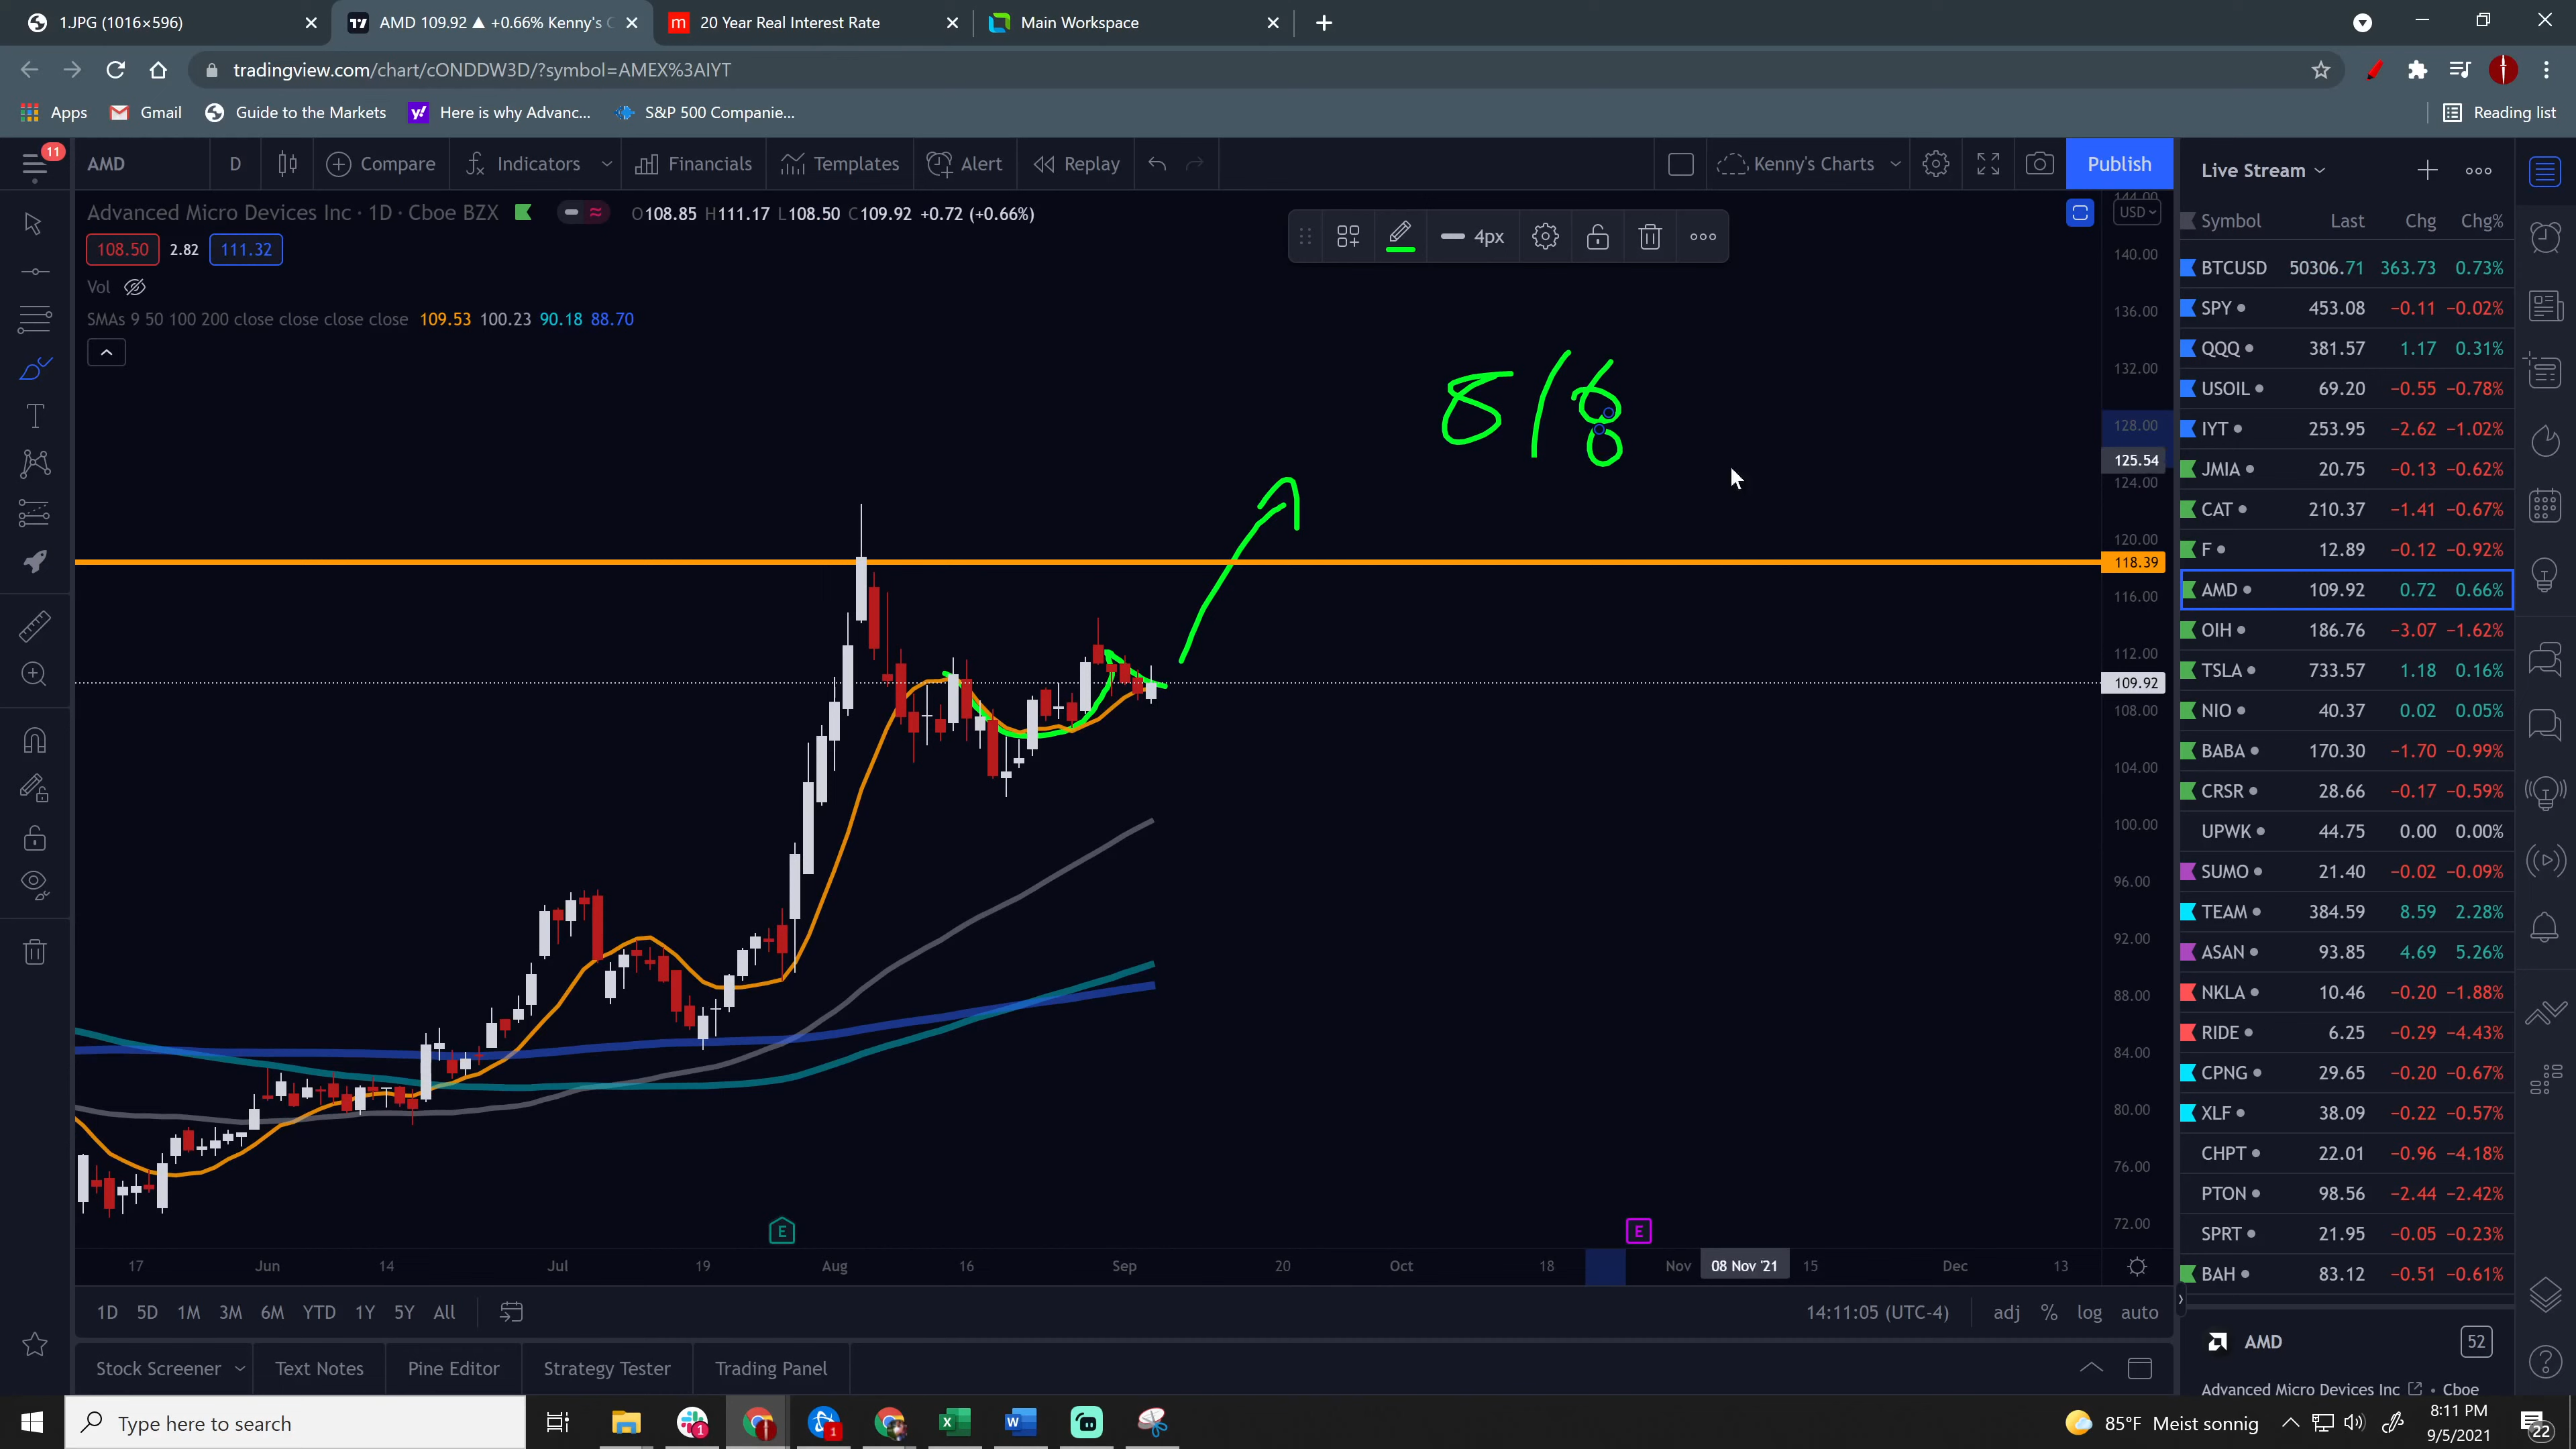 1.JPG (1016×596)
AMD 109.92 ▲ +0.66% Kenny's C
20 Year Real Interest Rate
Main Workspace
tradingview.com/chart/cONDDW3D/?symbol=AMEX%3AIYT
Apps Gmail Guide to the Markets Here is why Advanc... S&P 500 Companie... Reading list
11
AMD D Compare Indicators Financials Templates Alert Replay Kenny's Charts Publish
Advanced Micro Devices Inc · 1D · Cboe BZX O108.85 H111.17 L108.50 C109.92 +0.72 (+0.66%)
108.50 2.82 111.32
Vol
SMAs 9 50 100 200 close close close close 109.53 100.23 90.18 88.70
4px
USD
144.00
140.00
136.00
132.00
128.00
125.54
124.00
120.00
118.39
116.00
112.00
109.92
108.00
104.00
100.00
96.00
92.00
88.00
84.00
80.00
76.00
72.00
E E
17 Jun 14 Jul 19 Aug 16 Sep 20 Oct 18 Nov 08 Nov '21 15 Dec 13
1D 5D 1M 3M 6M YTD 1Y 5Y All 14:11:05 (UTC-4) adj % log auto
Stock Screener Text Notes Pine Editor Strategy Tester Trading Panel
Live Stream
Symbol Last Chg Chg%
BTCUSD 50306.71 363.73 0.73%
SPY 453.08 −0.11 −0.02%
QQQ 381.57 1.17 0.31%
USOIL 69.20 −0.55 −0.78%
IYT 253.95 −2.62 −1.02%
JMIA 20.75 −0.13 −0.62%
CAT 210.37 −1.41 −0.67%
F 12.89 −0.12 −0.92%
AMD 109.92 0.72 0.66%
OIH 186.76 −3.07 −1.62%
TSLA 733.57 1.18 0.16%
NIO 40.37 0.02 0.05%
BABA 170.30 −1.70 −0.99%
CRSR 28.66 −0.17 −0.59%
UPWK 44.75 0.00 0.00%
SUMO 21.40 −0.02 −0.09%
TEAM 384.59 8.59 2.28%
ASAN 93.85 4.69 5.26%
NKLA 10.46 −0.20 −1.88%
RIDE 6.25 −0.29 −4.43%
CPNG 29.65 −0.20 −0.67%
XLF 38.09 −0.22 −0.57%
CHPT 22.01 −0.96 −4.18%
PTON 98.56 −2.44 −2.42%
SPRT 21.95 −0.05 −0.23%
BAH 83.12 −0.51 −0.61%
AMD 52
Advanced Micro Devices Inc • Cboe
Type here to search
1
1
85°F Meist sonnig
8:11 PM
9/5/2021
22